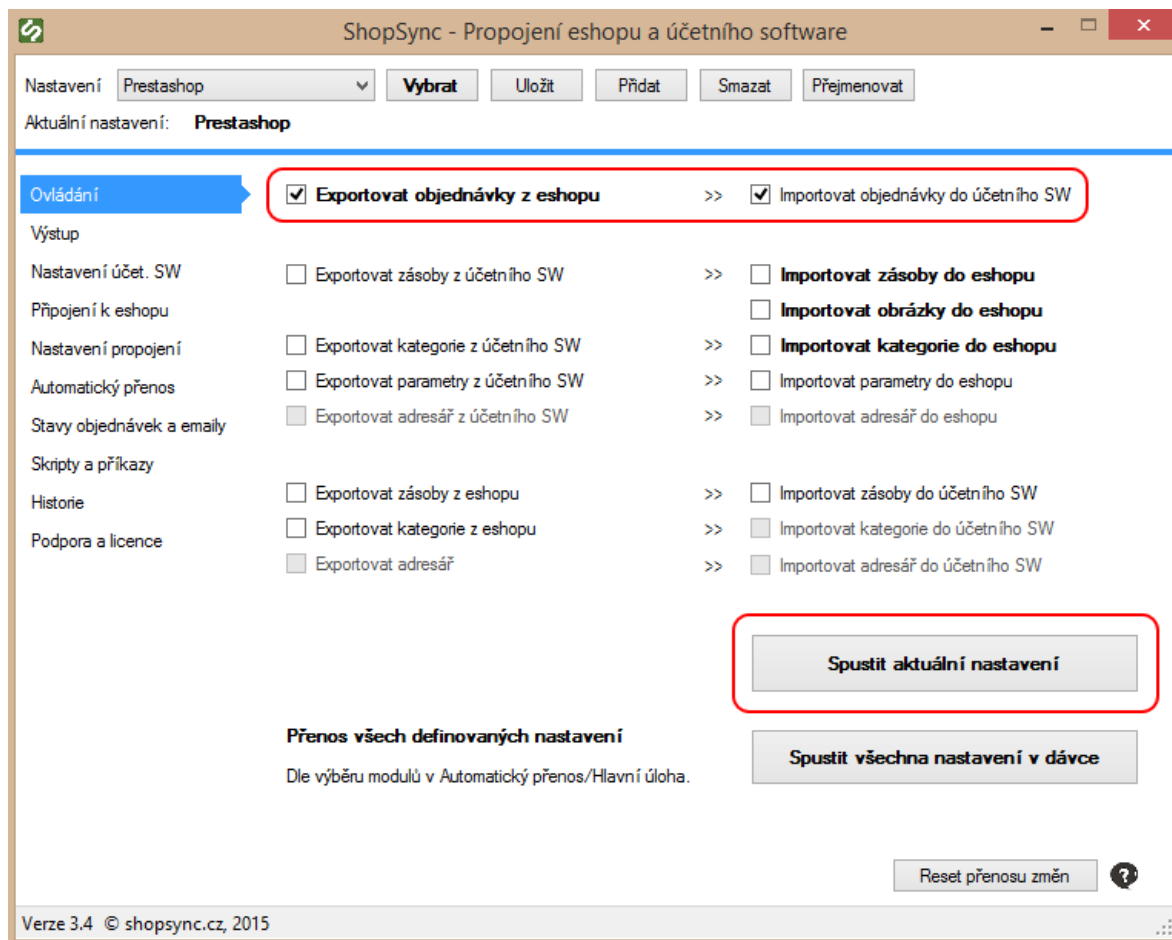 ShopSync - Propojení eshopu a účetního software
Nastavení Prestashop Vybrat Uložit Přidat Smazat Přejmenovat
Aktuální nastavení: Prestashop
Ovládání
Výstup
Nastavení účet. SW
Připojení k eshopu
Nastavení propojení
Automatický přenos
Stavy objednávek a emaily
Skripty a příkazy
Historie
Podpora a licence
Exportovat objednávky z eshopu >> Importovat objednávky do účetního SW
Exportovat zásoby z účetního SW >> Importovat zásoby do eshopu
Importovat obrázky do eshopu
Exportovat kategorie z účetního SW >> Importovat kategorie do eshopu
Exportovat parametry z účetního SW >> Importovat parametry do eshopu
Exportovat adresář z účetního SW >> Importovat adresář do eshopu
Exportovat zásoby z eshopu >> Importovat zásoby do účetního SW
Exportovat kategorie z eshopu >> Importovat kategorie do účetního SW
Exportovat adresář >> Importovat adresář do účetního SW
Spustit aktuální nastavení
Přenos všech definovaných nastavení
Dle výběru modulů v Automatický přenos/Hlavní úloha.
Spustit všechna nastavení v dávce
Reset přenosu změn ?
Verze 3.4 © shopsync.cz, 2015